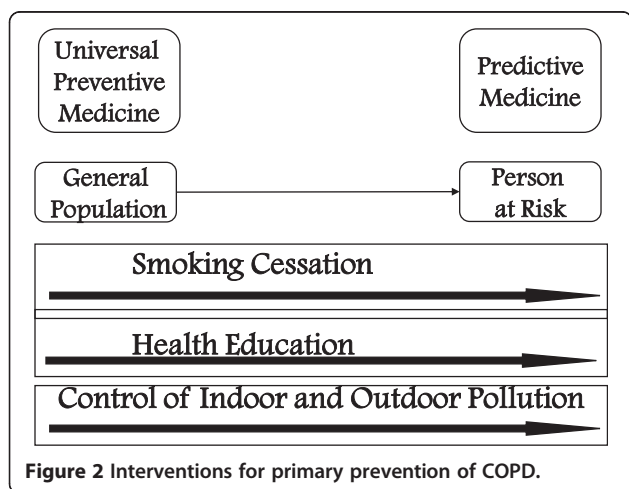 Universal
Preventive
Medicine
Predictive
Medicine
General
Population
Person
at Risk
Smoking Cessation
Health Education
Control of Indoor and Outdoor Pollution
Figure 2 Interventions for primary prevention of COPD.